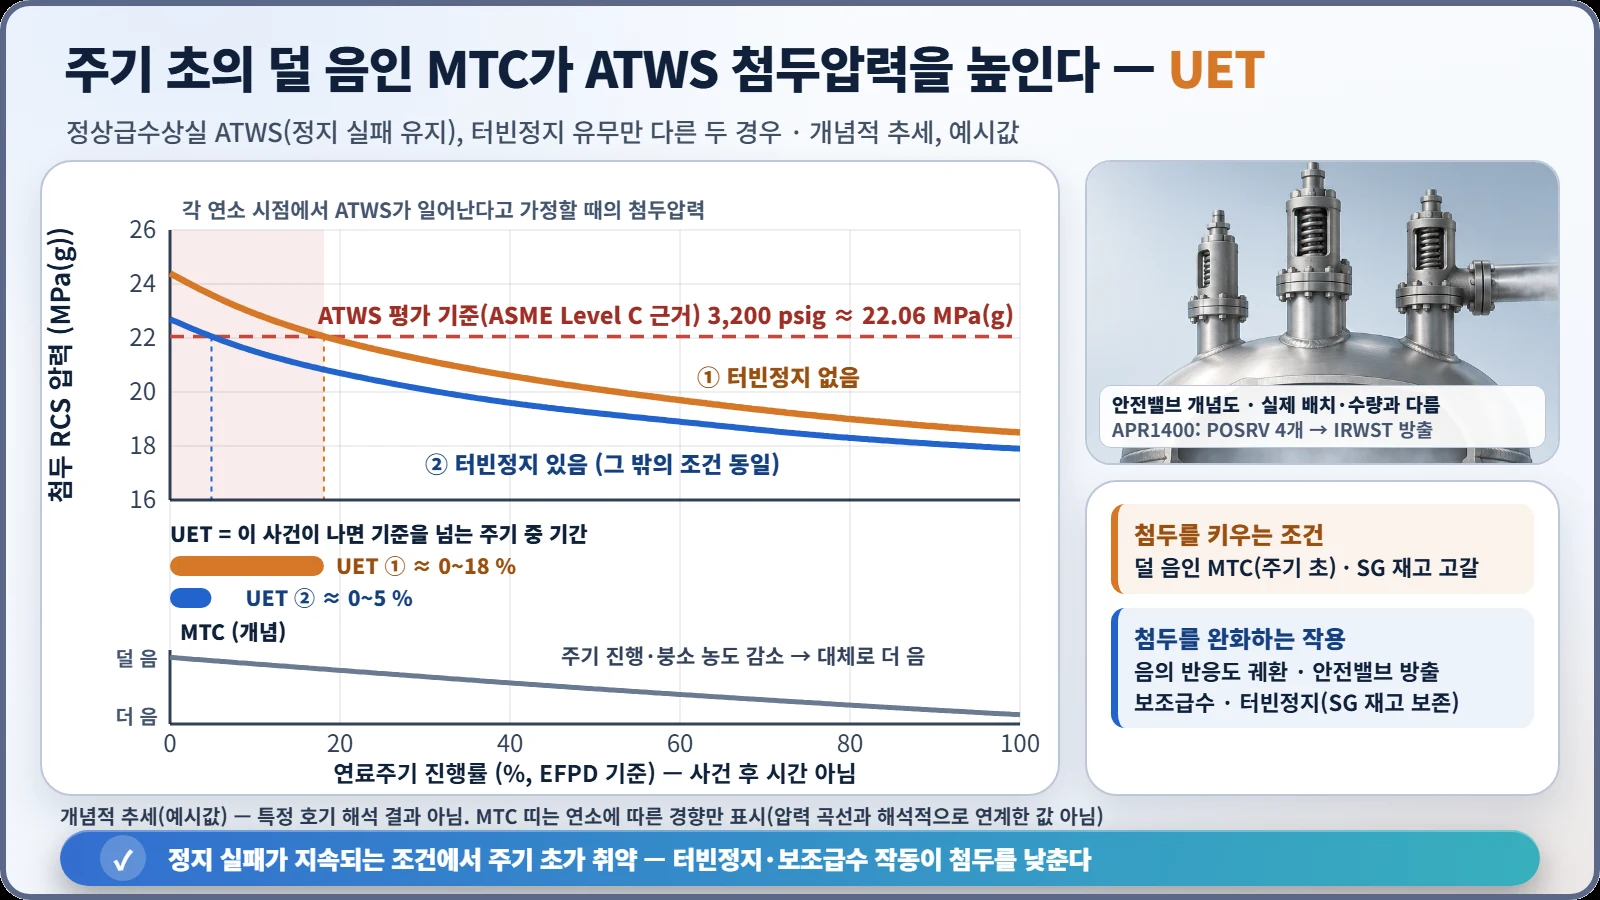 주기 초의 덜 음인 MTC가 ATWS 첨두압력을 높인다 — UET
정상급수상실 ATWS(정지 실패 유지), 터빈정지 유무만 다른 두 경우 · 개념적 추세, 예시값
각 연소 시점에서 ATWS가 일어난다고 가정할 때의 첨두압력
첨두 RCS 압력 (MPa(g))
26
24
22
20
18
16
ATWS 평가 기준(ASME Level C 근거) 3,200 psig ≈ 22.06 MPa(g)
① 터빈정지 없음
② 터빈정지 있음 (그 밖의 조건 동일)
UET = 이 사건이 나면 기준을 넘는 주기 중 기간
UET ① ≈ 0~18 %
UET ② ≈ 0~5 %
MTC (개념)
덜 음
더 음
주기 진행·붕소 농도 감소 → 대체로 더 음
0 20 40 60 80 100
연료주기 진행률 (%, EFPD 기준) — 사건 후 시간 아님
안전밸브 개념도 · 실제 배치·수량과 다름
APR1400: POSRV 4개 → IRWST 방출
첨두를 키우는 조건
덜 음인 MTC(주기 초) · SG 재고 고갈
첨두를 완화하는 작용
음의 반응도 궤환 · 안전밸브 방출
보조급수 · 터빈정지(SG 재고 보존)
개념적 추세(예시값) — 특정 호기 해석 결과 아님. MTC 띠는 연소에 따른 경향만 표시(압력 곡선과 해석적으로 연계한 값 아님)
✓ 정지 실패가 지속되는 조건에서 주기 초가 취약 — 터빈정지·보조급수 작동이 첨두를 낮춘다